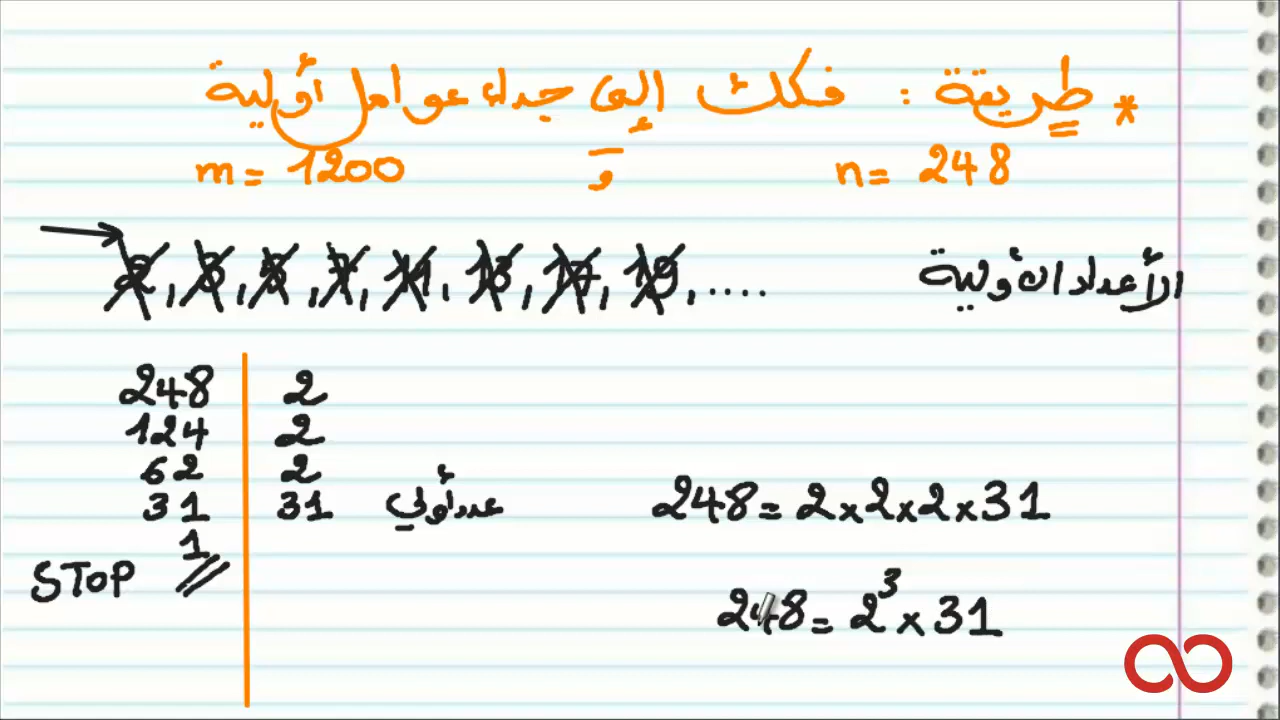 * طريقة : فكك إلى جداء عوامل أولية
n = 248 و m = 1200
الأعداد الأولية 2, 3, 5, 7, 11, 13, 17, 19, ....
248 2
124 2
62 2
31 31 عدد أولي
1
STOP
248 = 2 × 2 × 2 × 31
248 = 2³ × 31